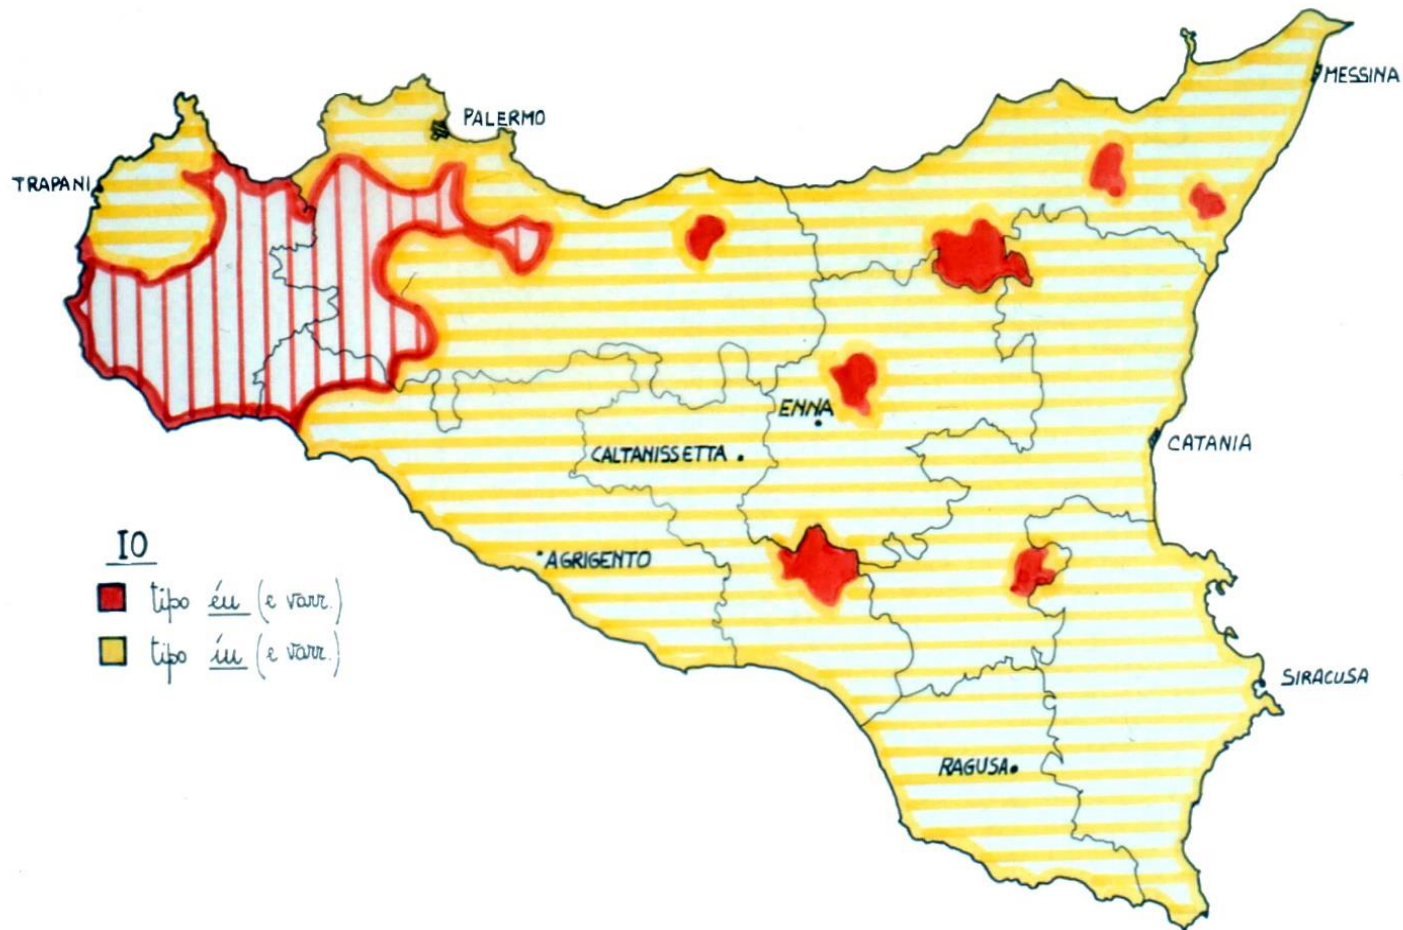 MESSINA
PALERMO
TRAPANI
ENNA
CALTANISSETTA
CATANIA
AGRIGENTO
IO
tipo éu (e varr.)
tipo íu (e varr.)
SIRACUSA
RAGUSA